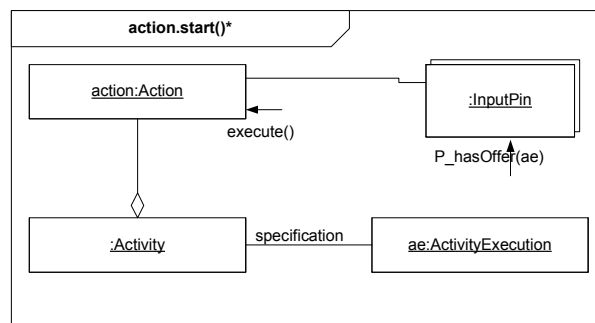 action.start()*
action:Action
:InputPin
execute()
P_hasOffer(ae)
:Activity
specification
ae:ActivityExecution